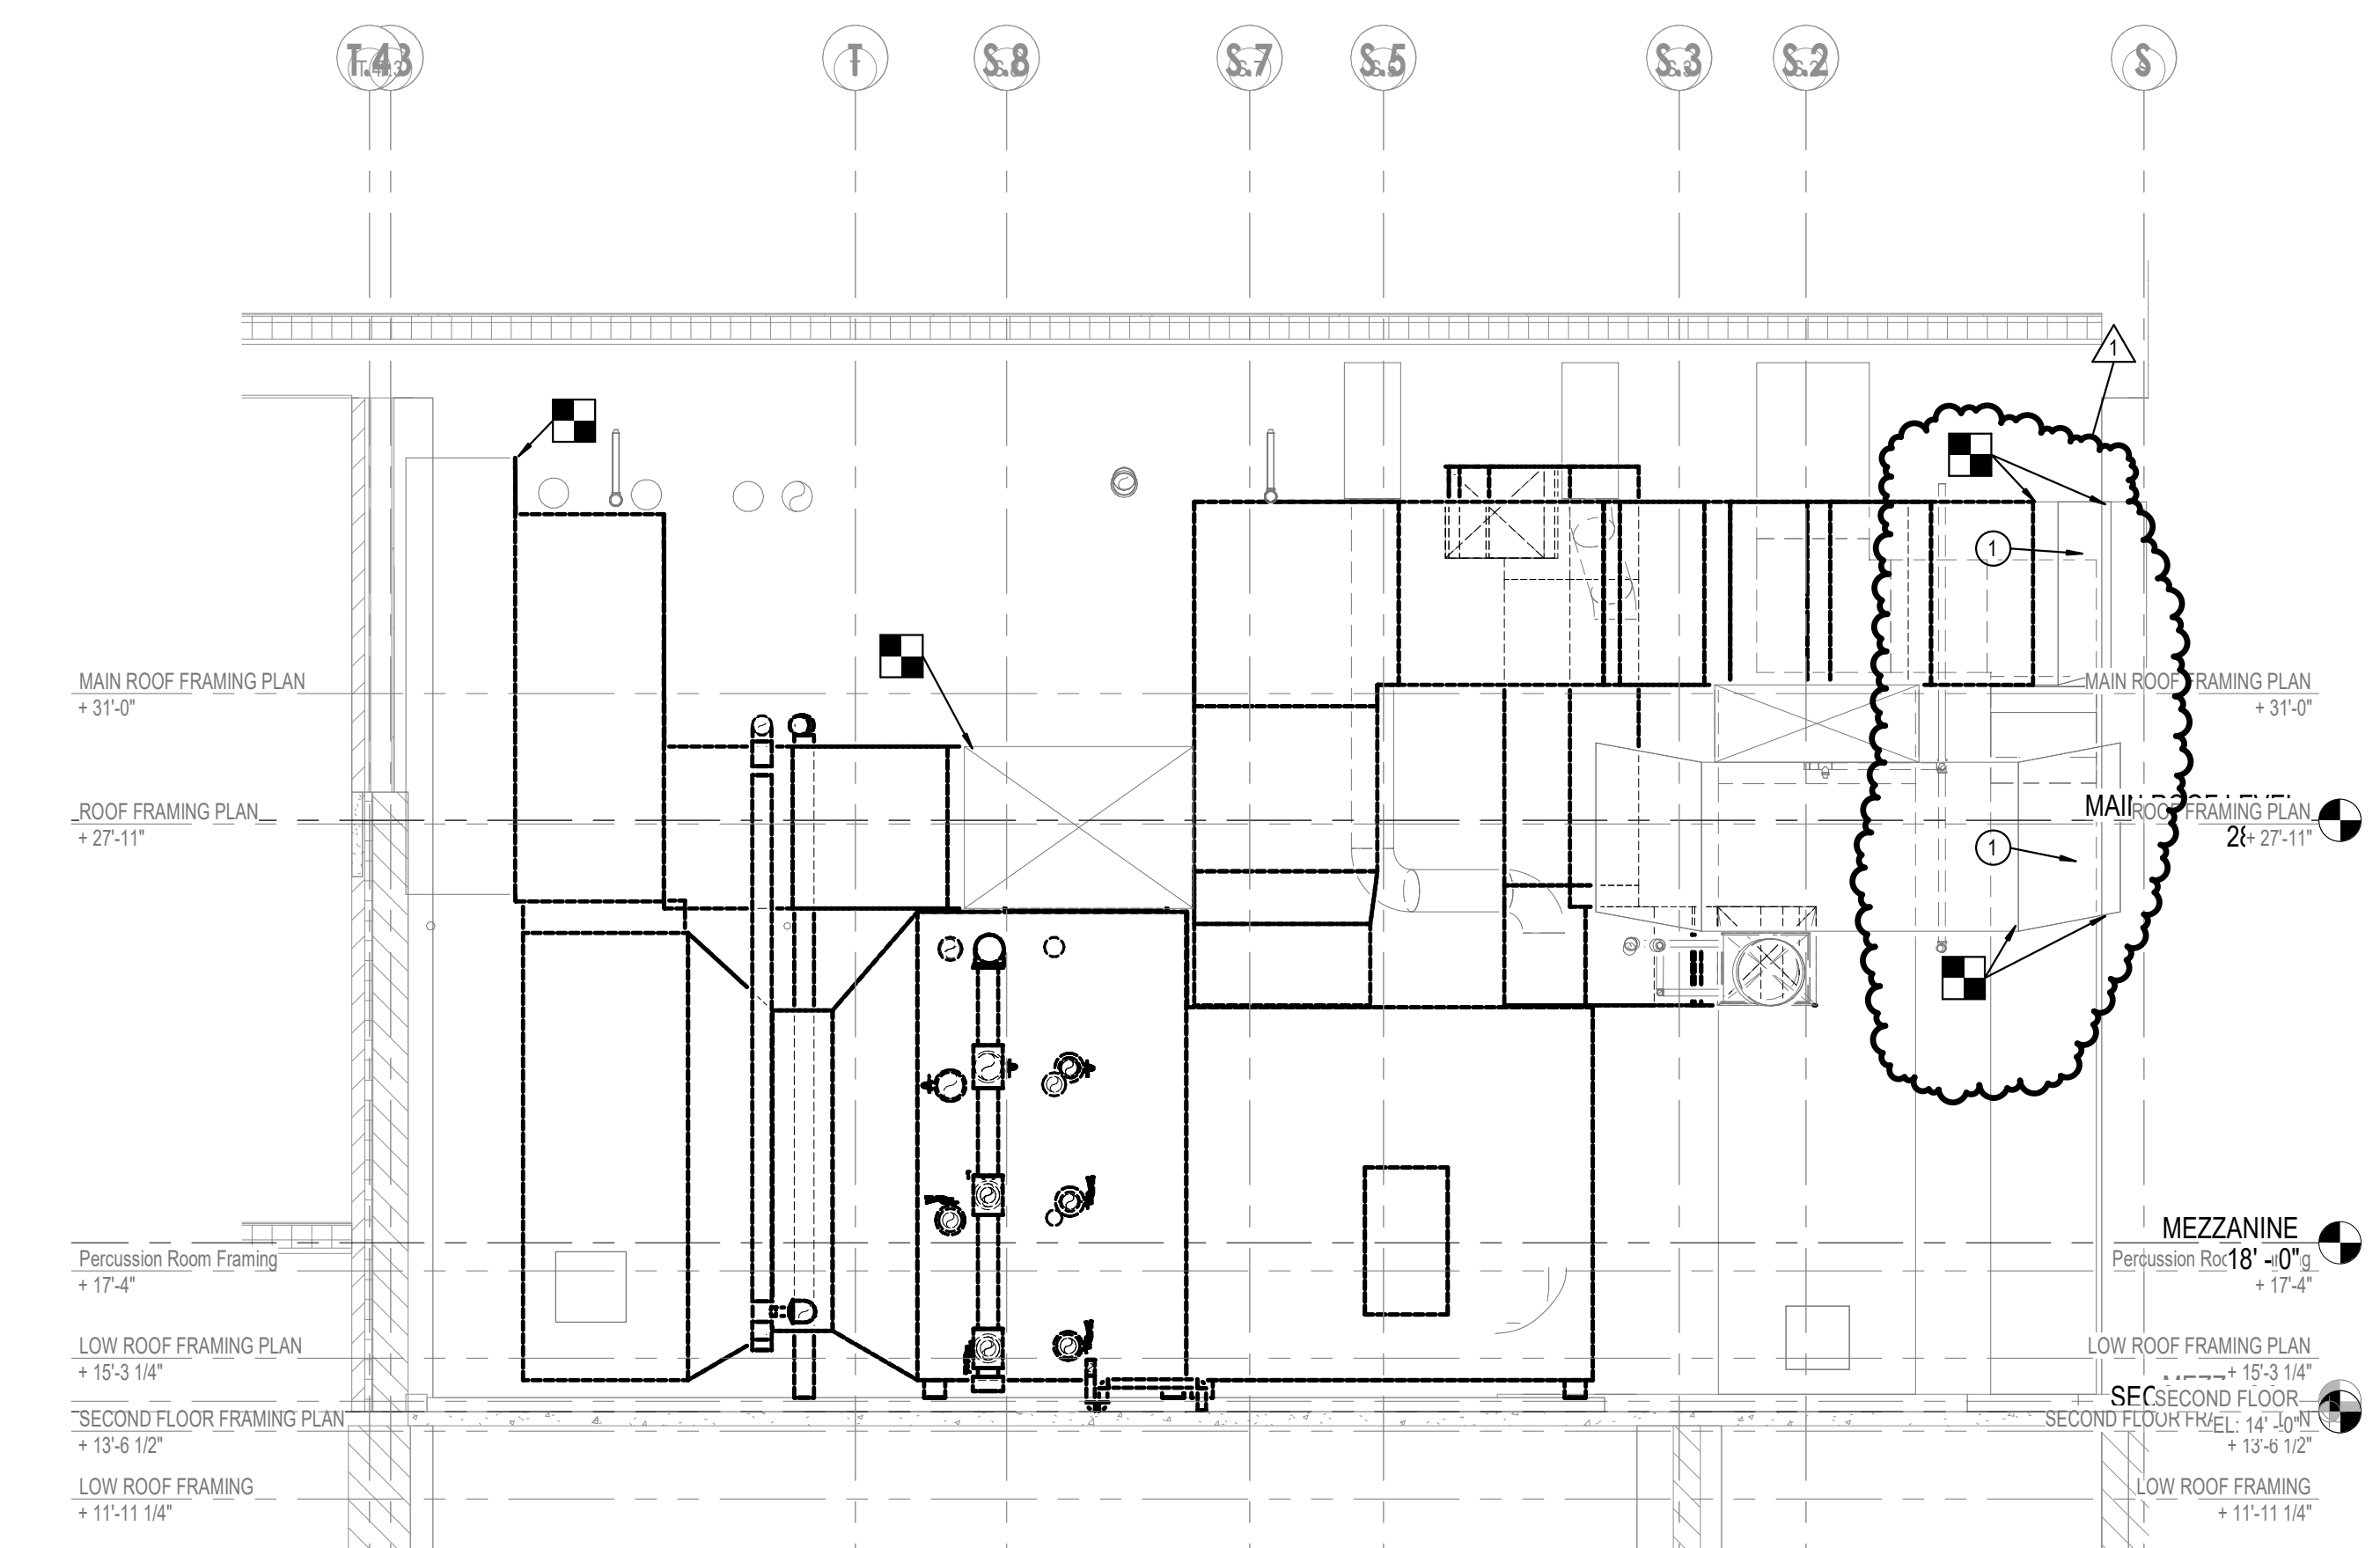 T.4 .3 T S.8 S.7 S.5 S.3 S.2 S
1
1
MAIN ROOF FRAMING PLAN
+ 31'-0"
MAIN ROOF FRAMING PLAN
+ 31'-0"
ROOF FRAMING PLAN
+ 27'-11"
MAIN ROOF LEVEL
ROOF FRAMING PLAN
+ 27'-11"
1
MEZZANINE
18' - 0"
Percussion Room Framing
+ 17'-4"
+ 17'-4"
LOW ROOF FRAMING PLAN
+ 15'-3 1/4"
LOW ROOF FRAMING PLAN
+ 15'-3 1/4"
SECOND FLOOR
EL: 14' - 0"
SECOND FLOOR FRAMING PLAN
+ 13'-6 1/2"
+ 13'-6 1/2"
LOW ROOF FRAMING
+ 11'-11 1/4"
LOW ROOF FRAMING
+ 11'-11 1/4"